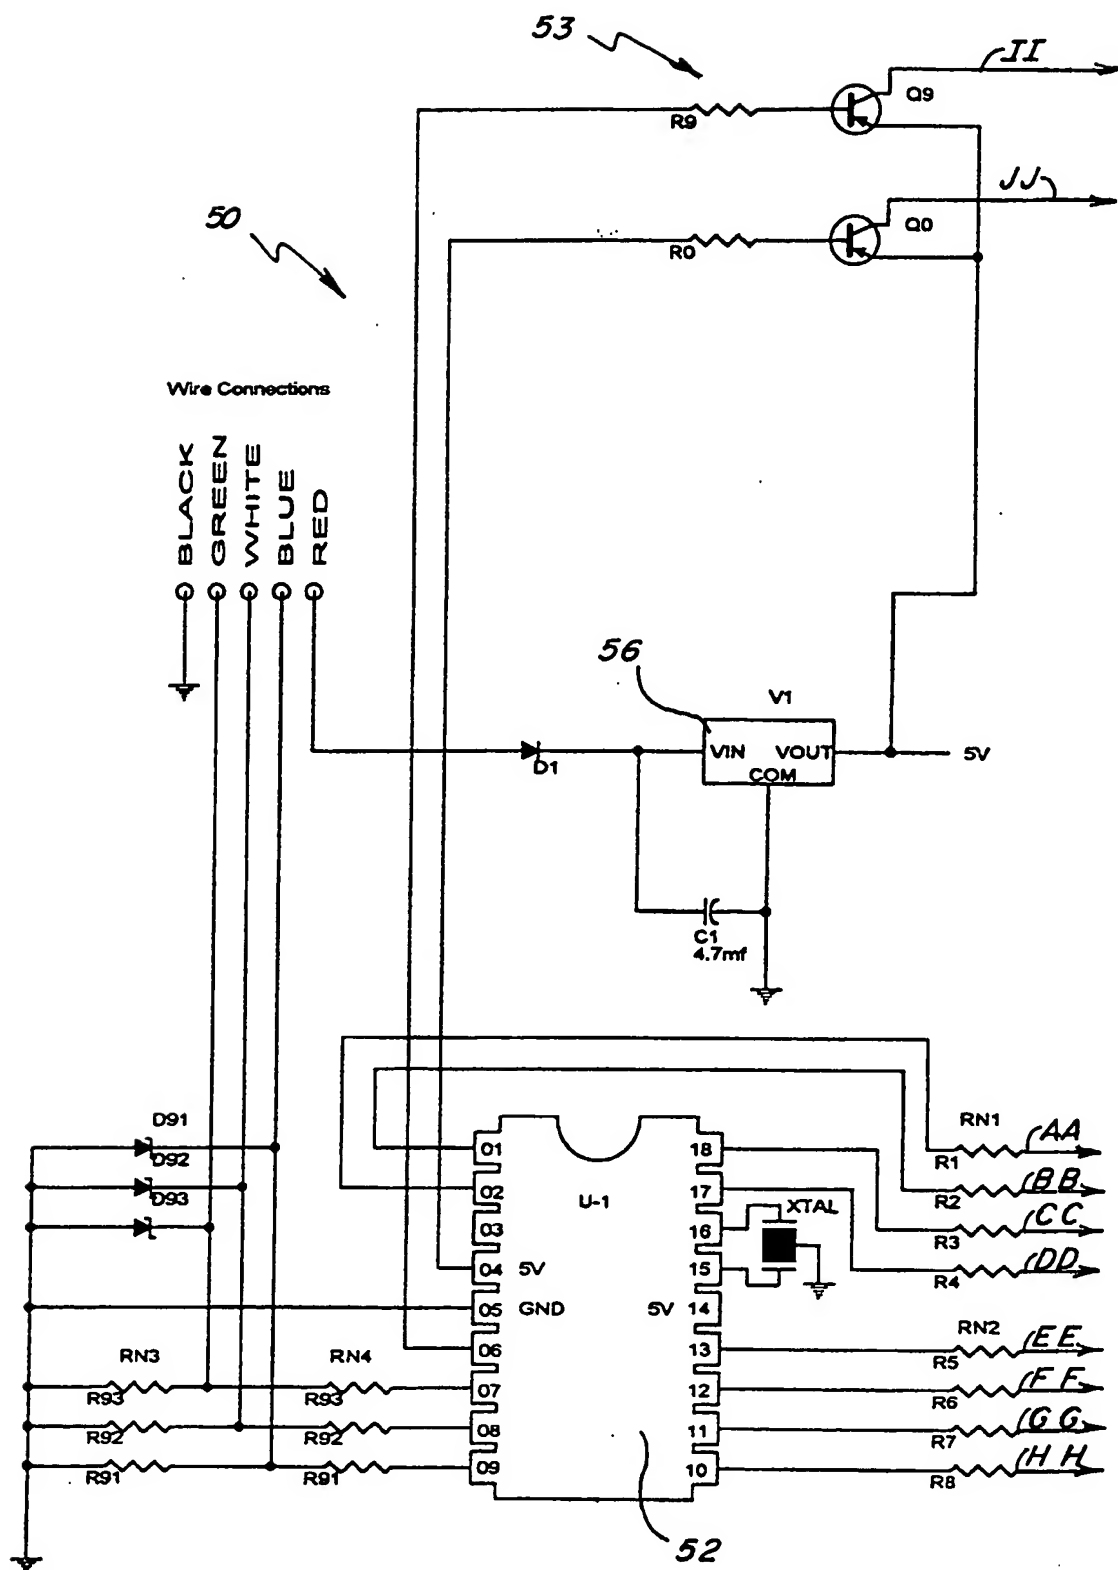 53
II
Q9
R9
JJ
50
Q0
R0
Wire Connections
BLACK
GREEN
WHITE
BLUE
RED
56
V1
VIN VOUT
COM
5V
D1
C1
4.7mf
D91
D92
D93
RN1
AA
R1
BB
R2
CC
R3
DD
R4
01
02
03
04 5V
05 GND
06
07
08
09
U-1
18
17
16
15
5V 14
13
12
11
10
XTAL
RN2
EE
R5
FF
R6
GG
R7
HH
R8
RN3
RN4
R93
R93
R92
R92
R91
R91
52